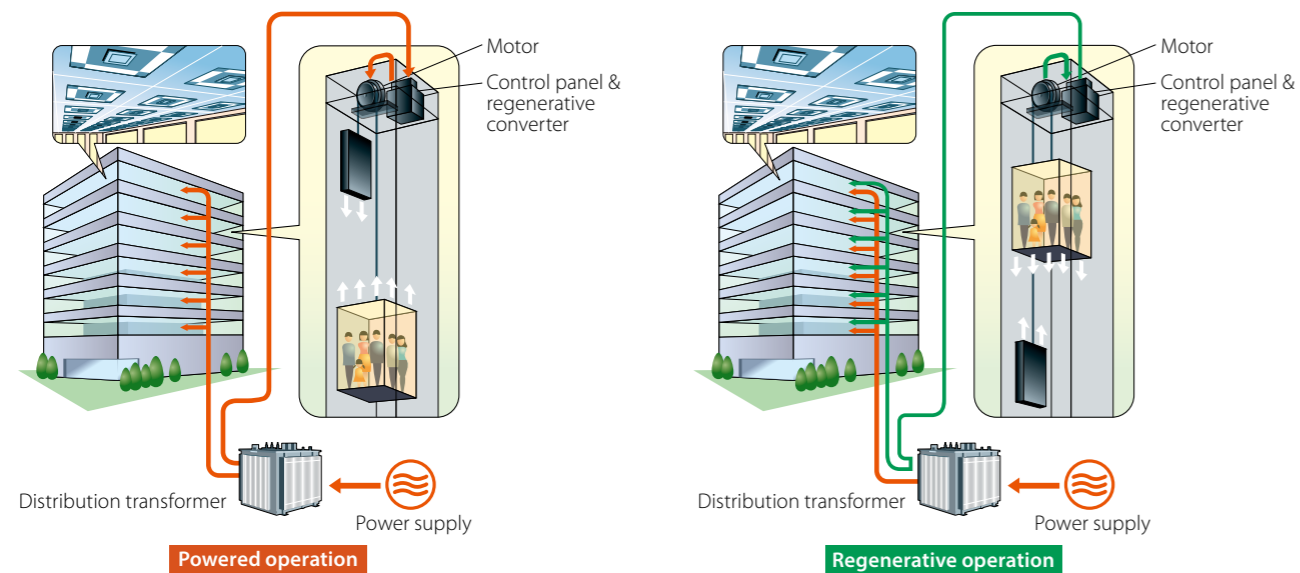 Motor
Control panel &
regenerative
converter
Distribution transformer
Power supply
Powered operation
Motor
Control panel &
regenerative
converter
Distribution transformer
Power supply
Regenerative operation